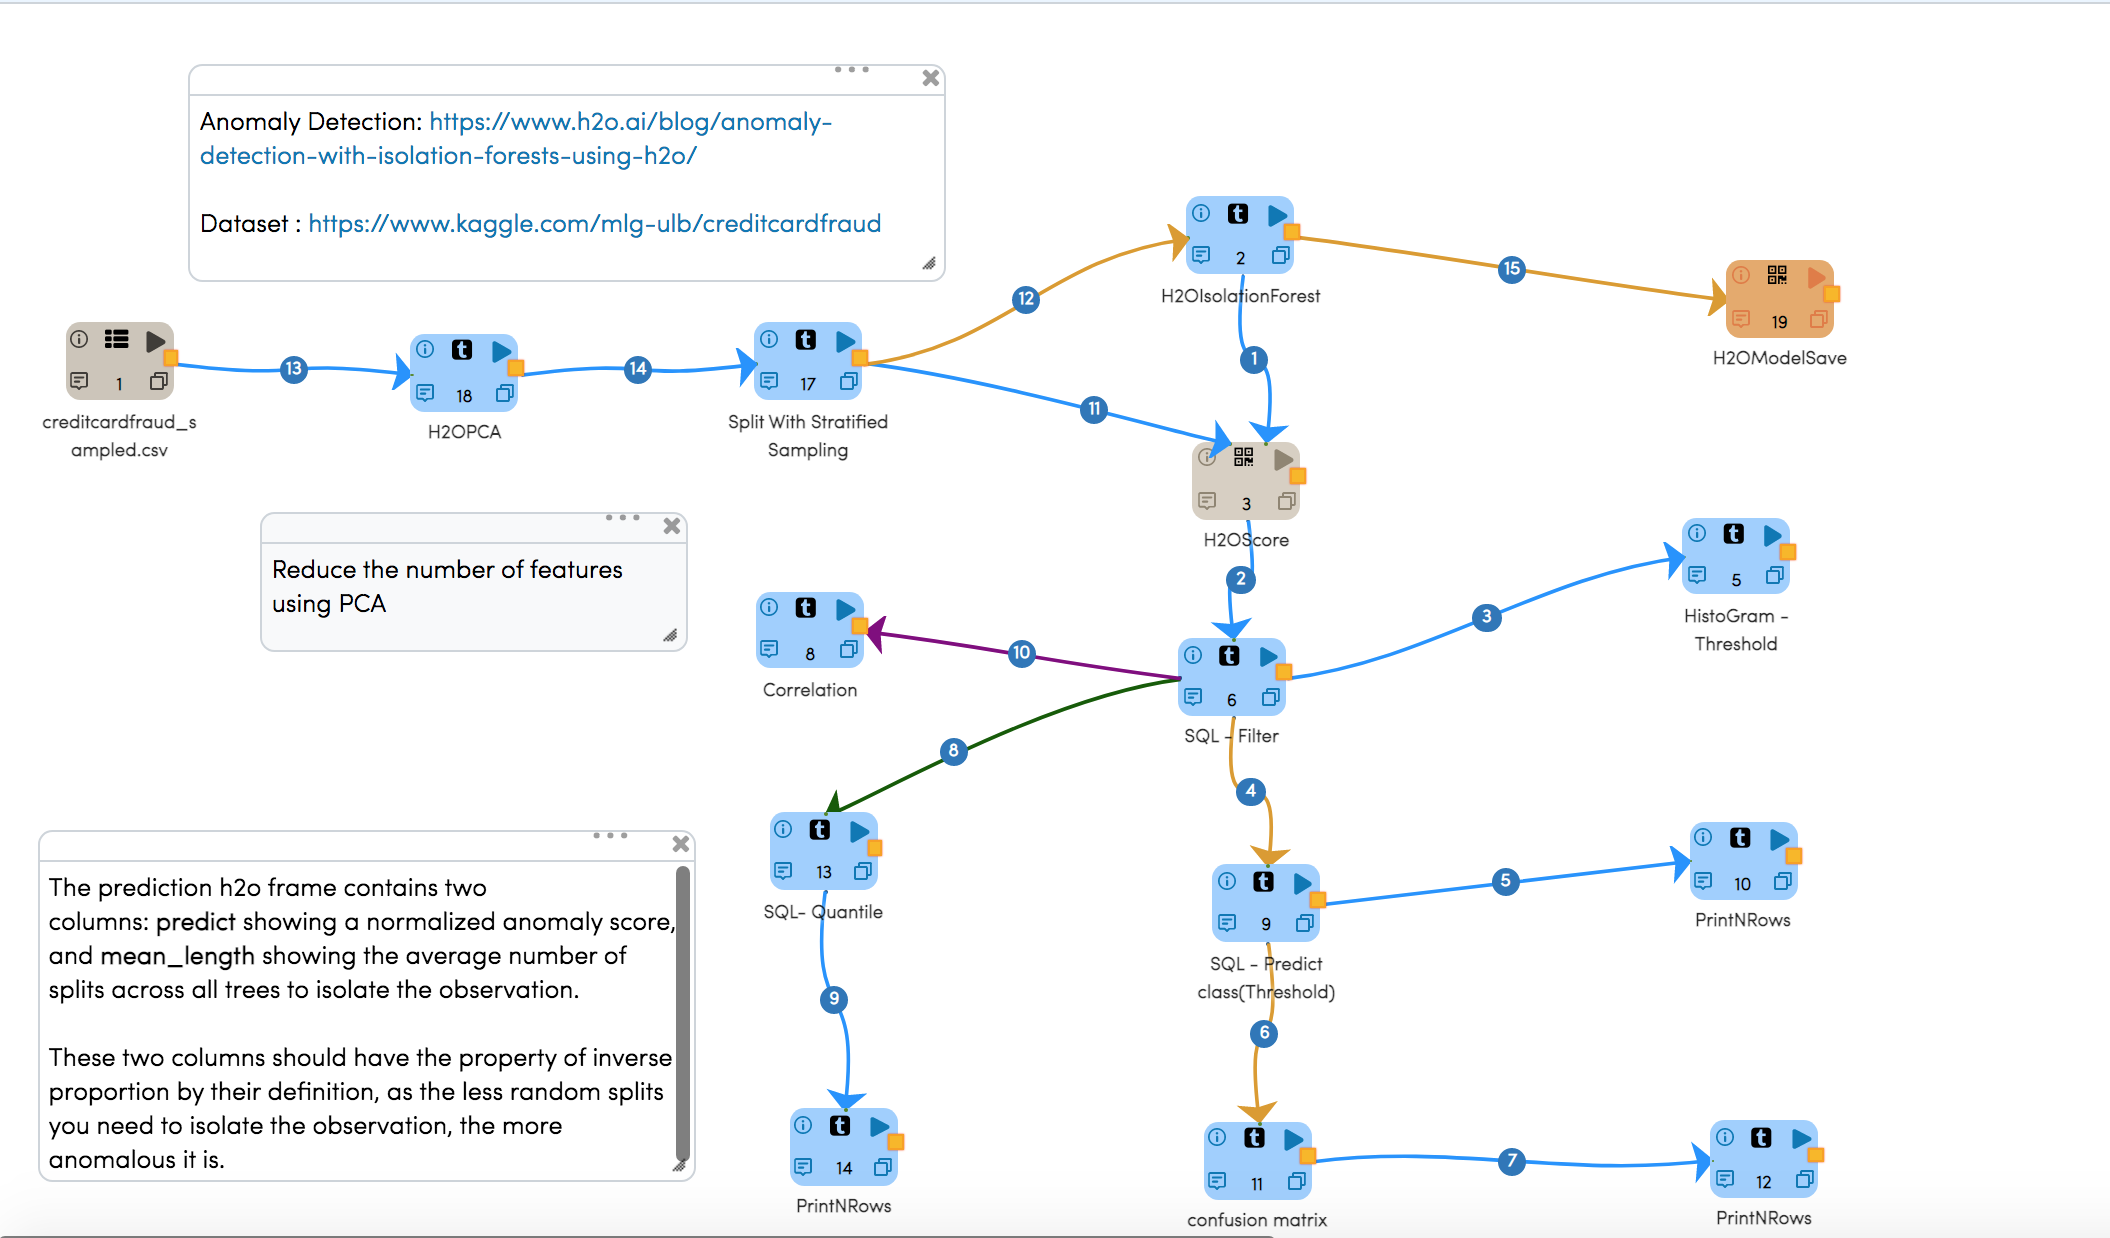 Anomaly Detection: https://www.h2o.ai/blog/anomaly-
detection-with-isolation-forests-using-h2o/
Dataset : https://www.kaggle.com/mlg-ulb/creditcardfraud
2
H2OIsolationForest
12
15
19
H2OModelSave
1
creditcardfraud_s
ampled.csv
13
18
H2OPCA
14
17
Split With Stratified
Sampling
11
1
3
H2OScore
Reduce the number of features
using PCA
2
5
HistoGram -
Threshold
3
8
Correlation
10
6
SQL - Filter
8
4
The prediction h2o frame contains two
columns: predict showing a normalized anomaly score,
and mean_length showing the average number of
splits across all trees to isolate the observation.
These two columns should have the property of inverse
proportion by their definition, as the less random splits
you need to isolate the observation, the more
anomalous it is.
13
SQL- Quantile
9
SQL - Predict
class(Threshold)
5
10
PrintNRows
9
6
14
PrintNRows
11
confusion matrix
7
12
PrintNRows